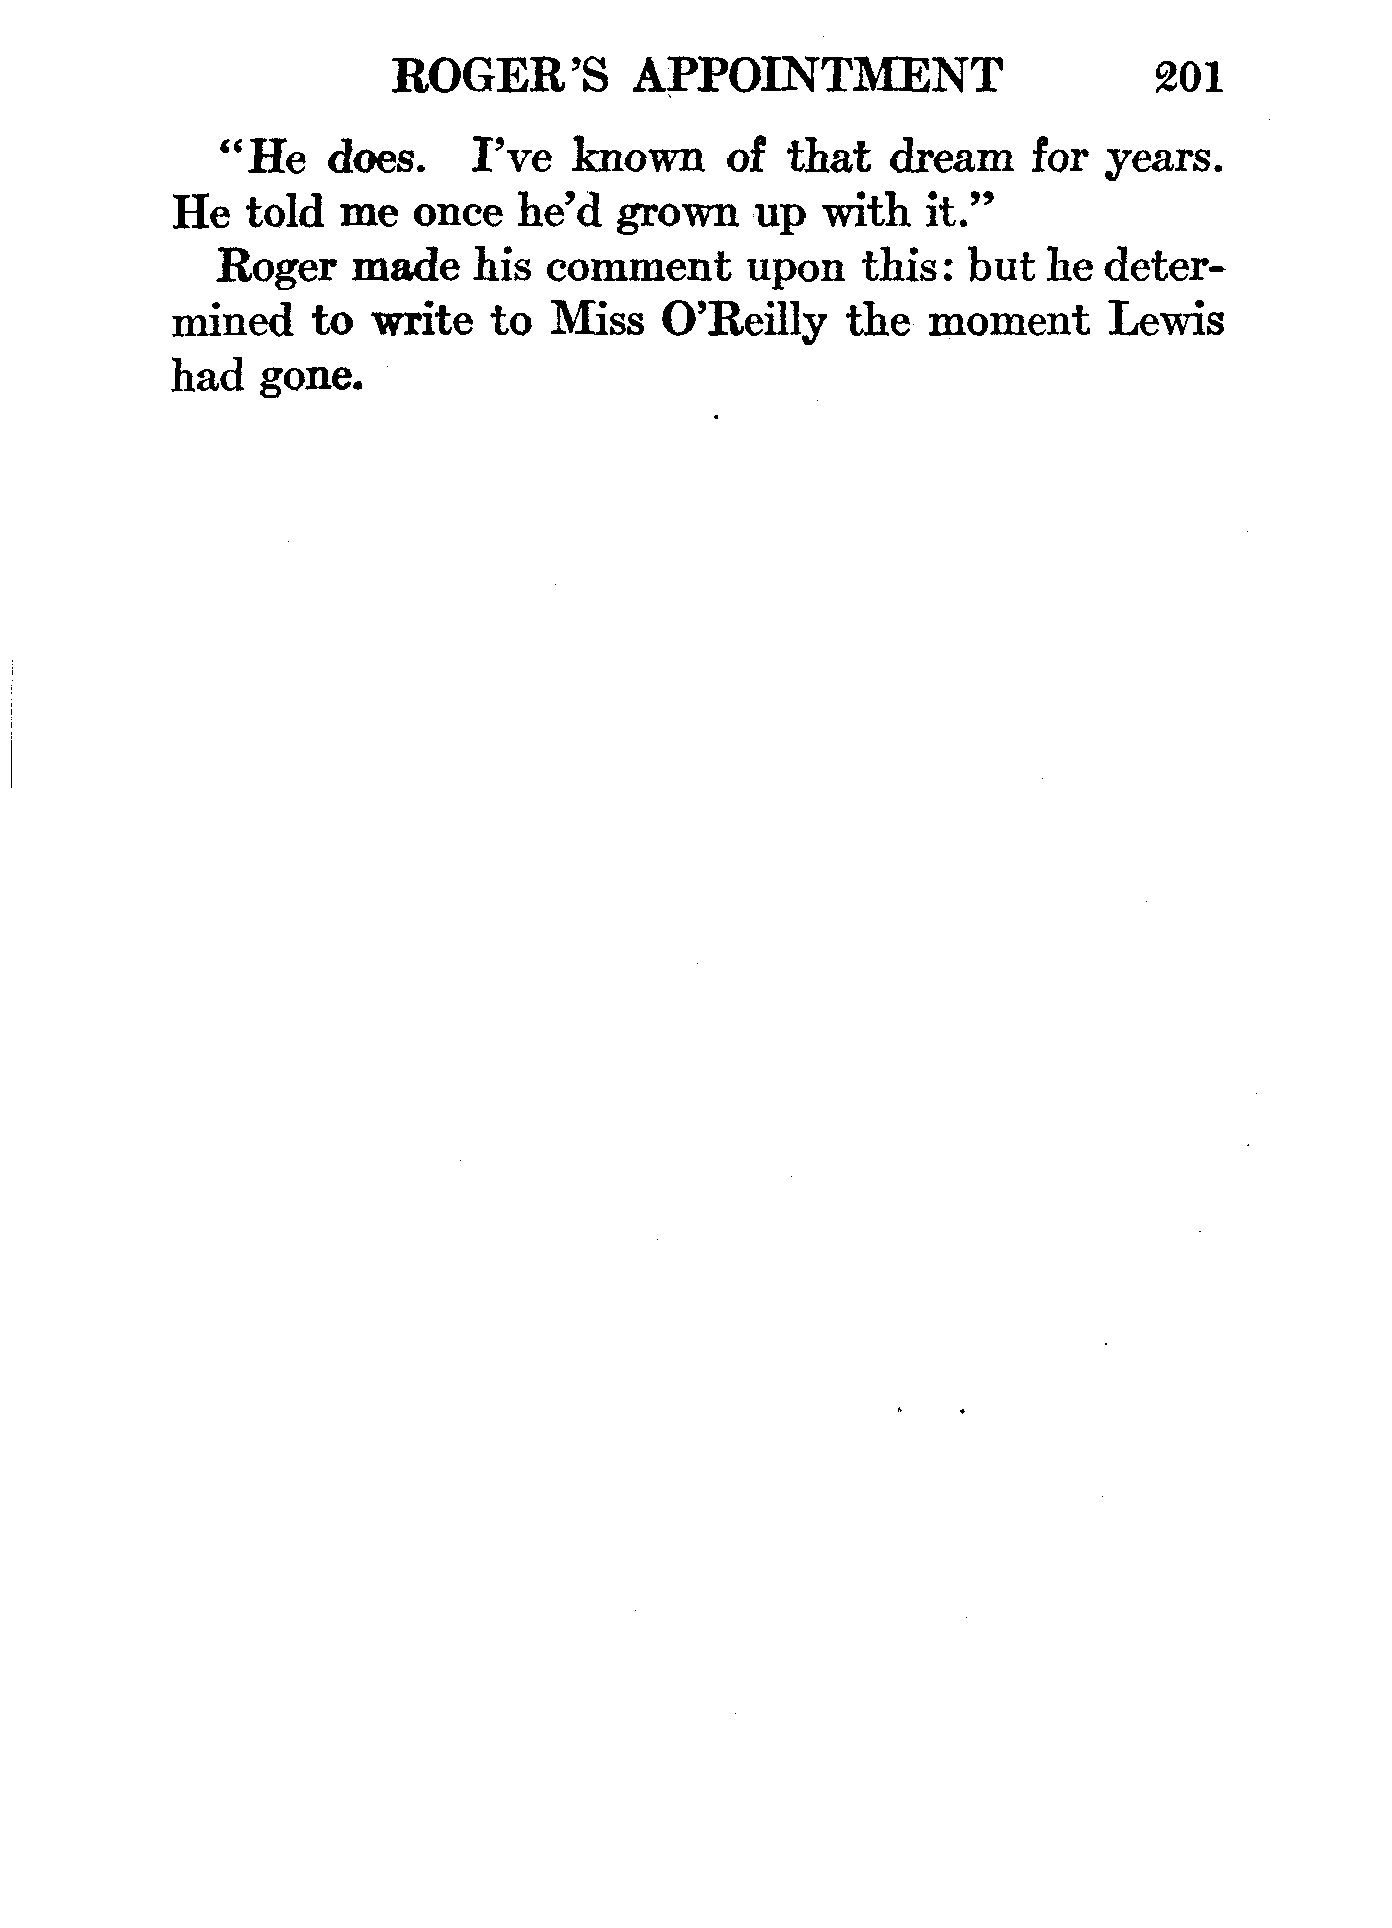 ROGER'S APPOINTMENT 201
"He does. I've known of that dream for years.
He told me once he'd grown up with it."
Roger made his comment upon this: but he deter-
mined to write to Miss O'Reilly the moment Lewis
had gone.